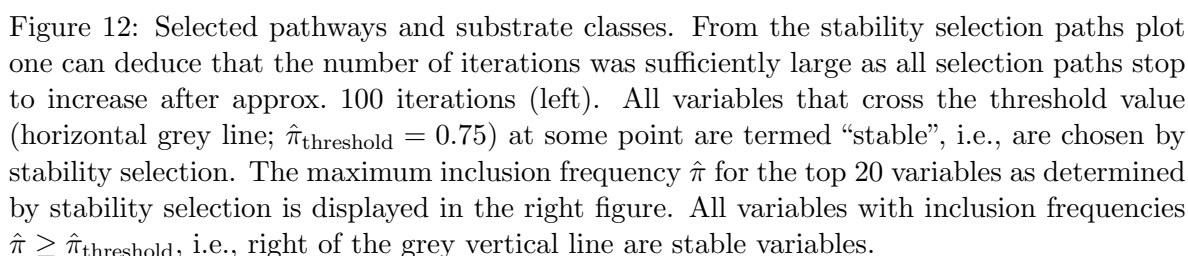 Figure 12: Selected pathways and substrate classes. From the stability selection paths plot
one can deduce that the number of iterations was sufficiently large as all selection paths stop
to increase after approx. 100 iterations (left). All variables that cross the threshold value
(horizontal grey line; π̂threshold = 0.75) at some point are termed “stable”, i.e., are chosen by
stability selection. The maximum inclusion frequency π̂ for the top 20 variables as determined
by stability selection is displayed in the right figure. All variables with inclusion frequencies
π̂ ≥ π̂threshold, i.e., right of the grey vertical line are stable variables.